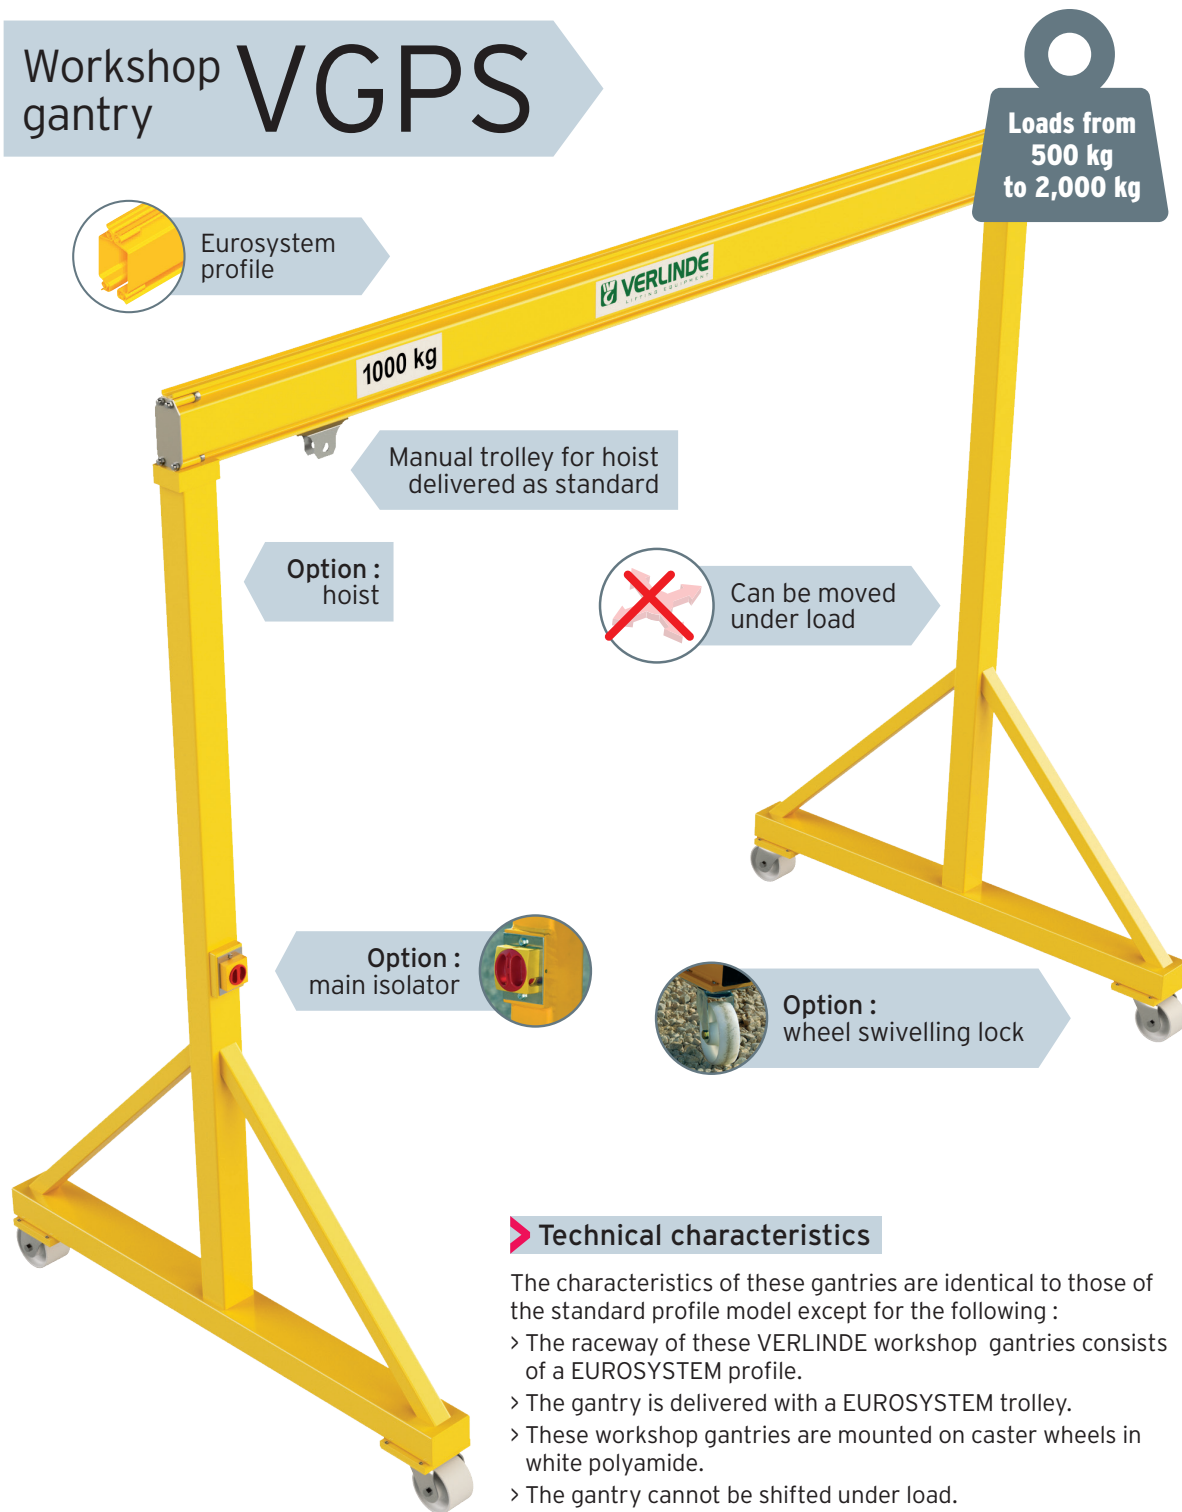 Workshop
gantry
VGPS
Loads from
500 kg
to 2,000 kg
Eurosystem
profile
VERLINDE
LIFTING EQUIPMENT
1000 kg
Manual trolley for hoist
delivered as standard
Option :
hoist
Can be moved
under load
Option :
main isolator
Option :
wheel swivelling lock
Technical characteristics
The characteristics of these gantries are identical to those of
the standard profile model except for the following :
> The raceway of these VERLINDE workshop gantries consists
of a EUROSYSTEM profile.
> The gantry is delivered with a EUROSYSTEM trolley.
> These workshop gantries are mounted on caster wheels in
white polyamide.
> The gantry cannot be shifted under load.